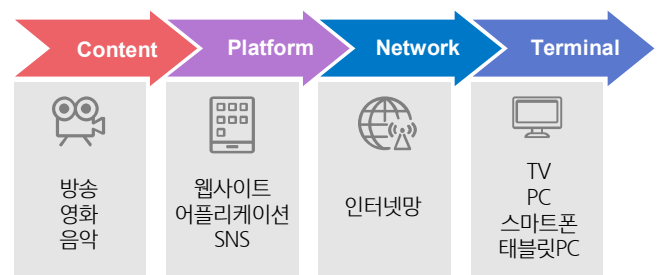 Content
Platform
Network
Terminal
방송
영화
음악
웹사이트
어플리케이션
SNS
인터넷망
TV
PC
스마트폰
태블릿PC